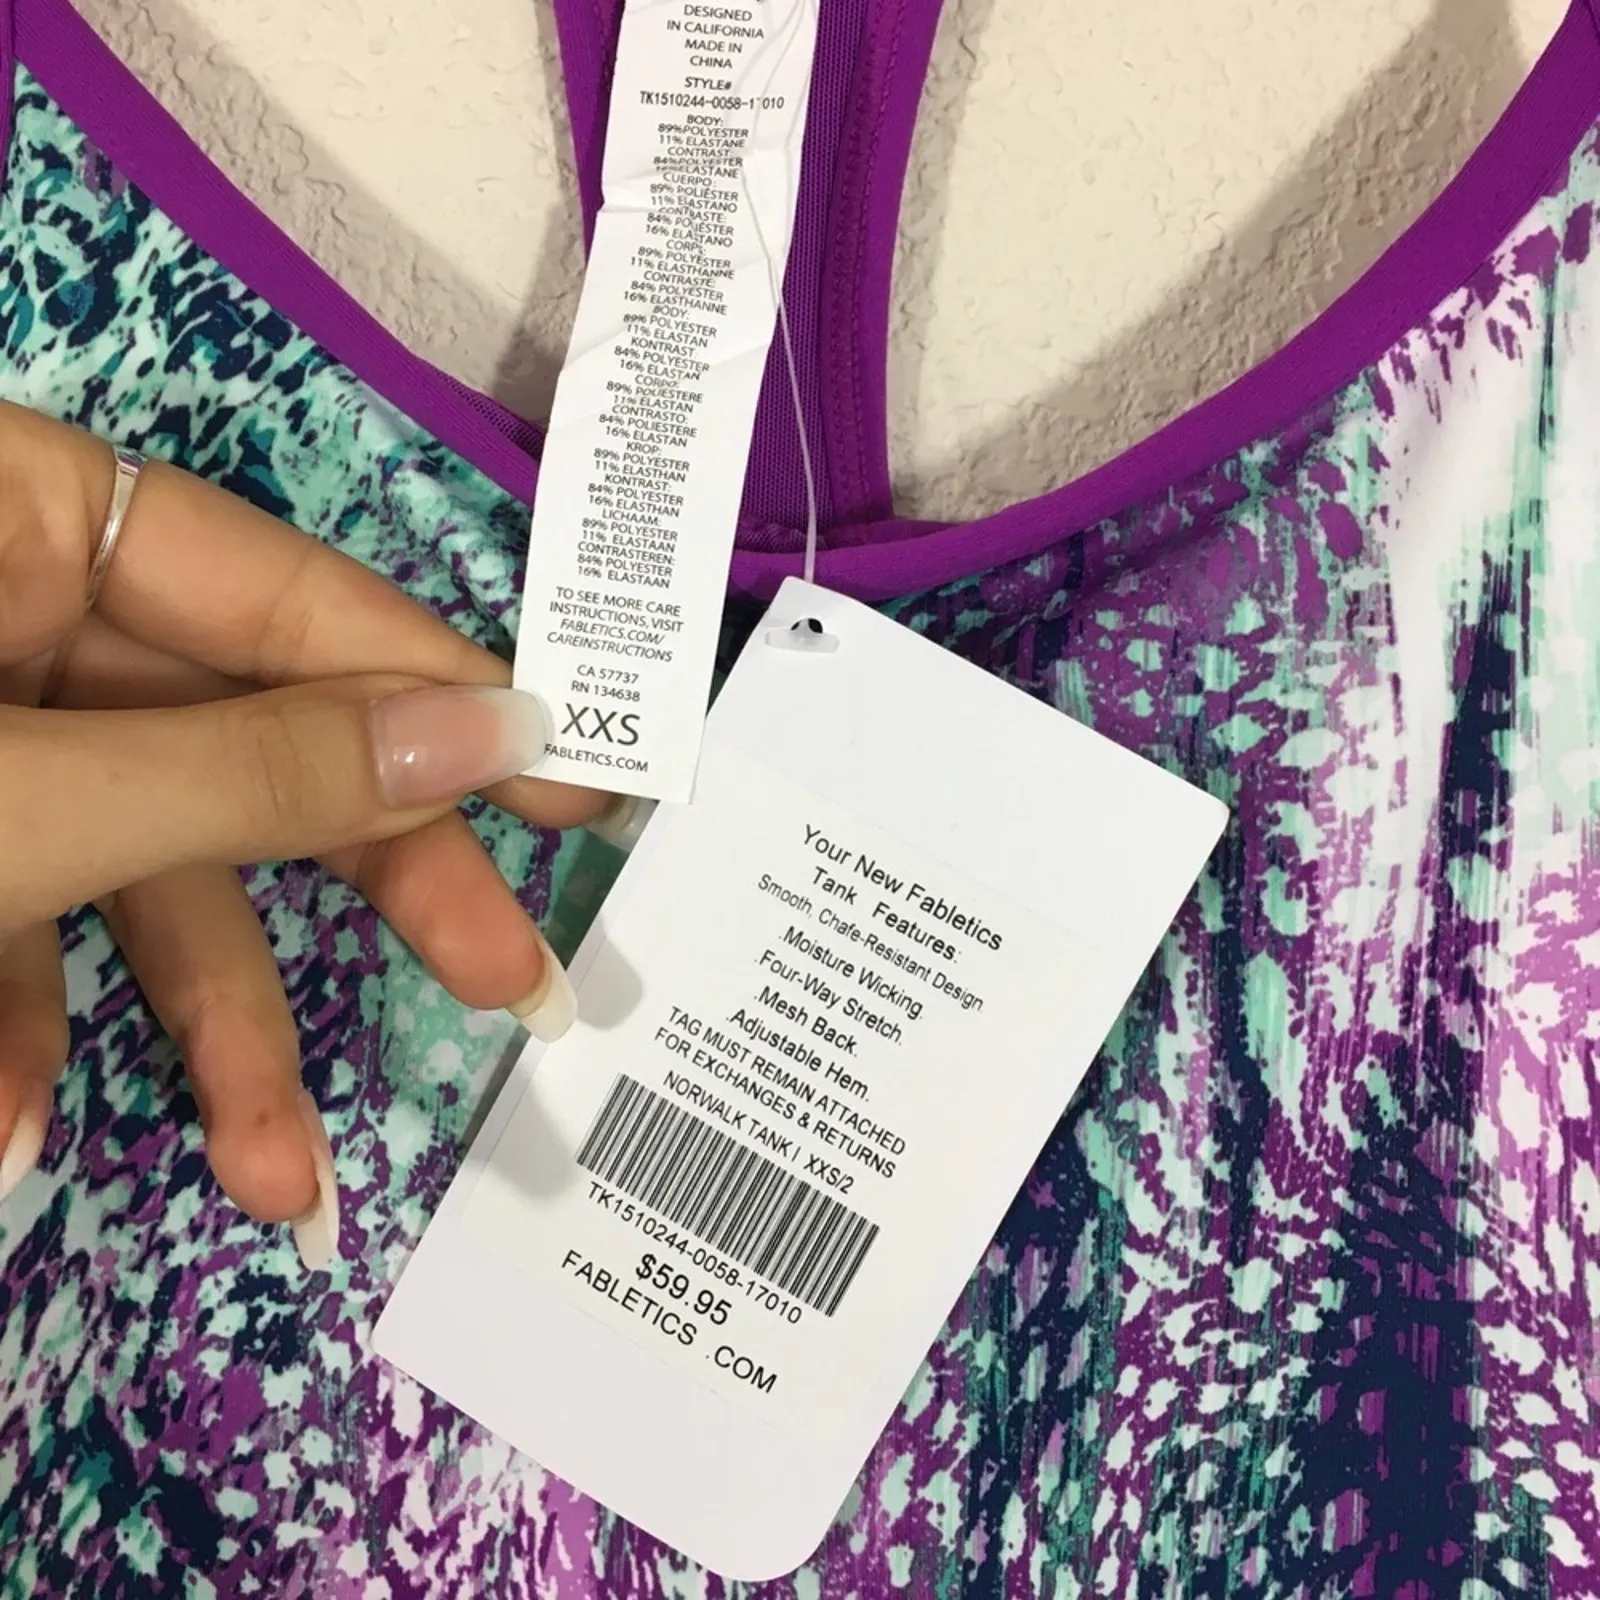 DESIGNED
IN CALIFORNIA
MADE IN
CHINA
STYLE#
TK1510244-0058-17010
BODY:
89%POLYESTER
11% ELASTANE
CONTRAST:
84%POLYESTER
16%ELASTANE
CUERPO:
89% POLIÉSTER
11% ELASTANO
CONTRASTE:
84% POLIÉSTER
16% ELASTANO
CORPS:
89% POLYESTER
11% ELASTHANNE
CONTRASTE:
84% POLYESTER
16% ELASTHANNE
BODY:
89% POLYESTER
11% ELASTAN
KONTRAST:
84% POLYESTER
16% ELASTAN
CORPO:
89% POLIESTERE
11% ELASTAN
CONTRASTO:
84% POLIESTERE
16% ELASTAN
KROP:
89% POLYESTER
11% ELASTHAN
KONTRAST:
84% POLYESTER
16% ELASTHAN
LICHAAM:
89% POLYESTER
11% ELASTAAN
CONTRASTEREN:
84% POLYESTER
16% ELASTAAN
TO SEE MORE CARE
INSTRUCTIONS, VISIT
FABLETICS.COM/
CAREINSTRUCTIONS
CA 57737
RN 134638
XXS
FABLETICS.COM
Your New Fabletics
Tank Features:
Smooth, Chafe-Resistant Design.
.Moisture Wicking.
.Four-Way Stretch.
.Mesh Back.
.Adjustable Hem.
TAG MUST REMAIN ATTACHED
FOR EXCHANGES & RETURNS
NORWALK TANK I XXS/2
TK1510244-0058-17010
$59.95
FABLETICS .COM